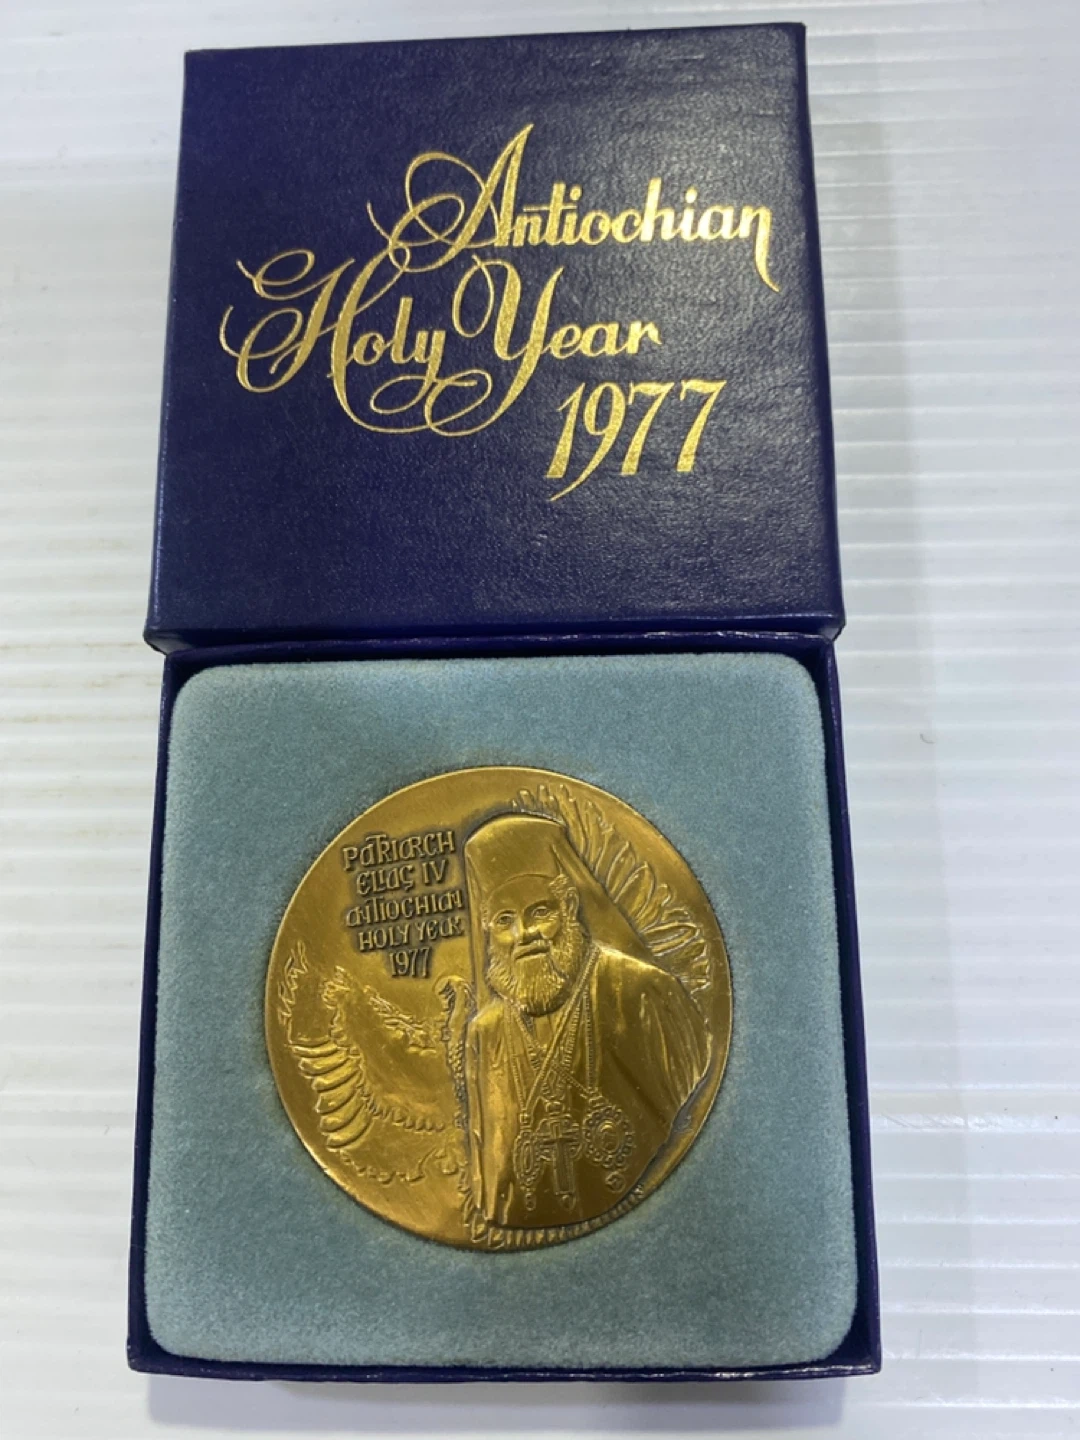 Antiochian
Holy Year
1977
PATRIARCH
ELIAS IV
ANTIOCHIAN
HOLY YEAR
1977